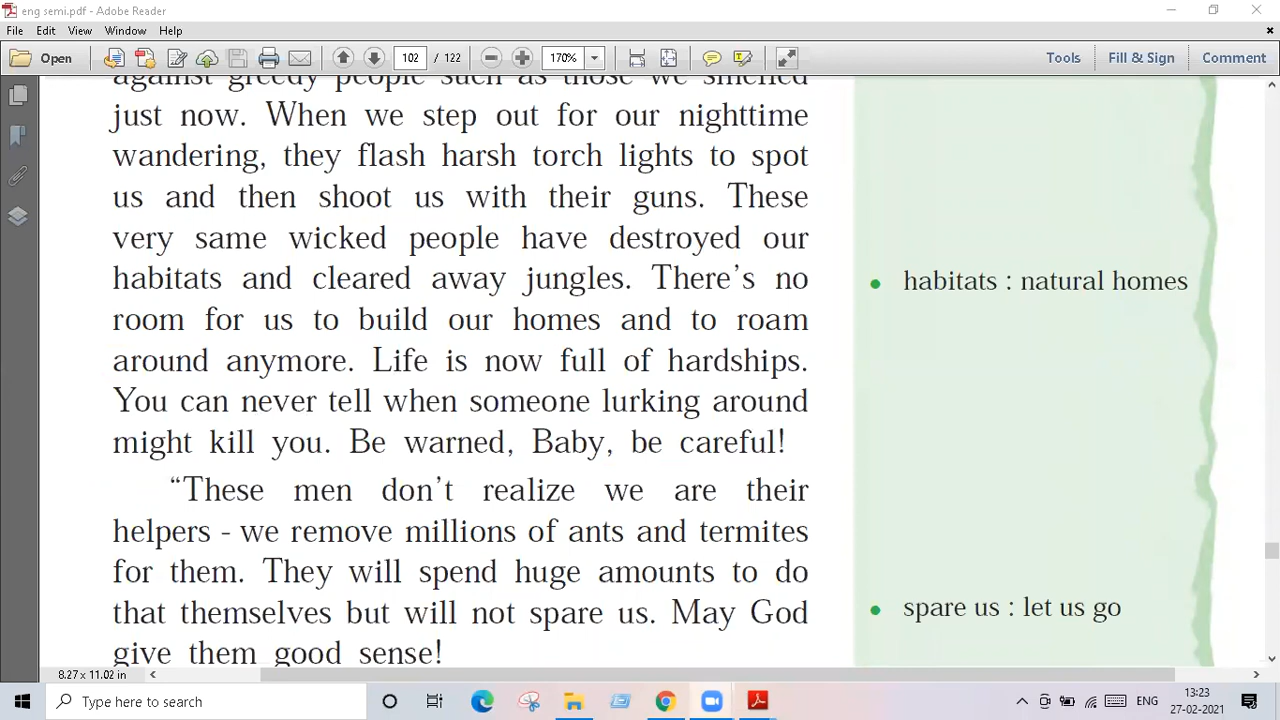 eng semi.pdf - Adobe Reader
File Edit View Window Help
Open 102 / 122 170% Tools Fill & Sign Comment
against greedy people such as those we smelled
just now. When we step out for our nighttime
wandering, they flash harsh torch lights to spot
us and then shoot us with their guns. These
very same wicked people have destroyed our
habitats and cleared away jungles. There's no
room for us to build our homes and to roam
around anymore. Life is now full of hardships.
You can never tell when someone lurking around
might kill you. Be warned, Baby, be careful!
“These men don't realize we are their
helpers - we remove millions of ants and termites
for them. They will spend huge amounts to do
that themselves but will not spare us. May God
give them good sense!
• habitats : natural homes
• spare us : let us go
8.27 x 11.02 in
Type here to search
ENG
13:23
27-02-2021